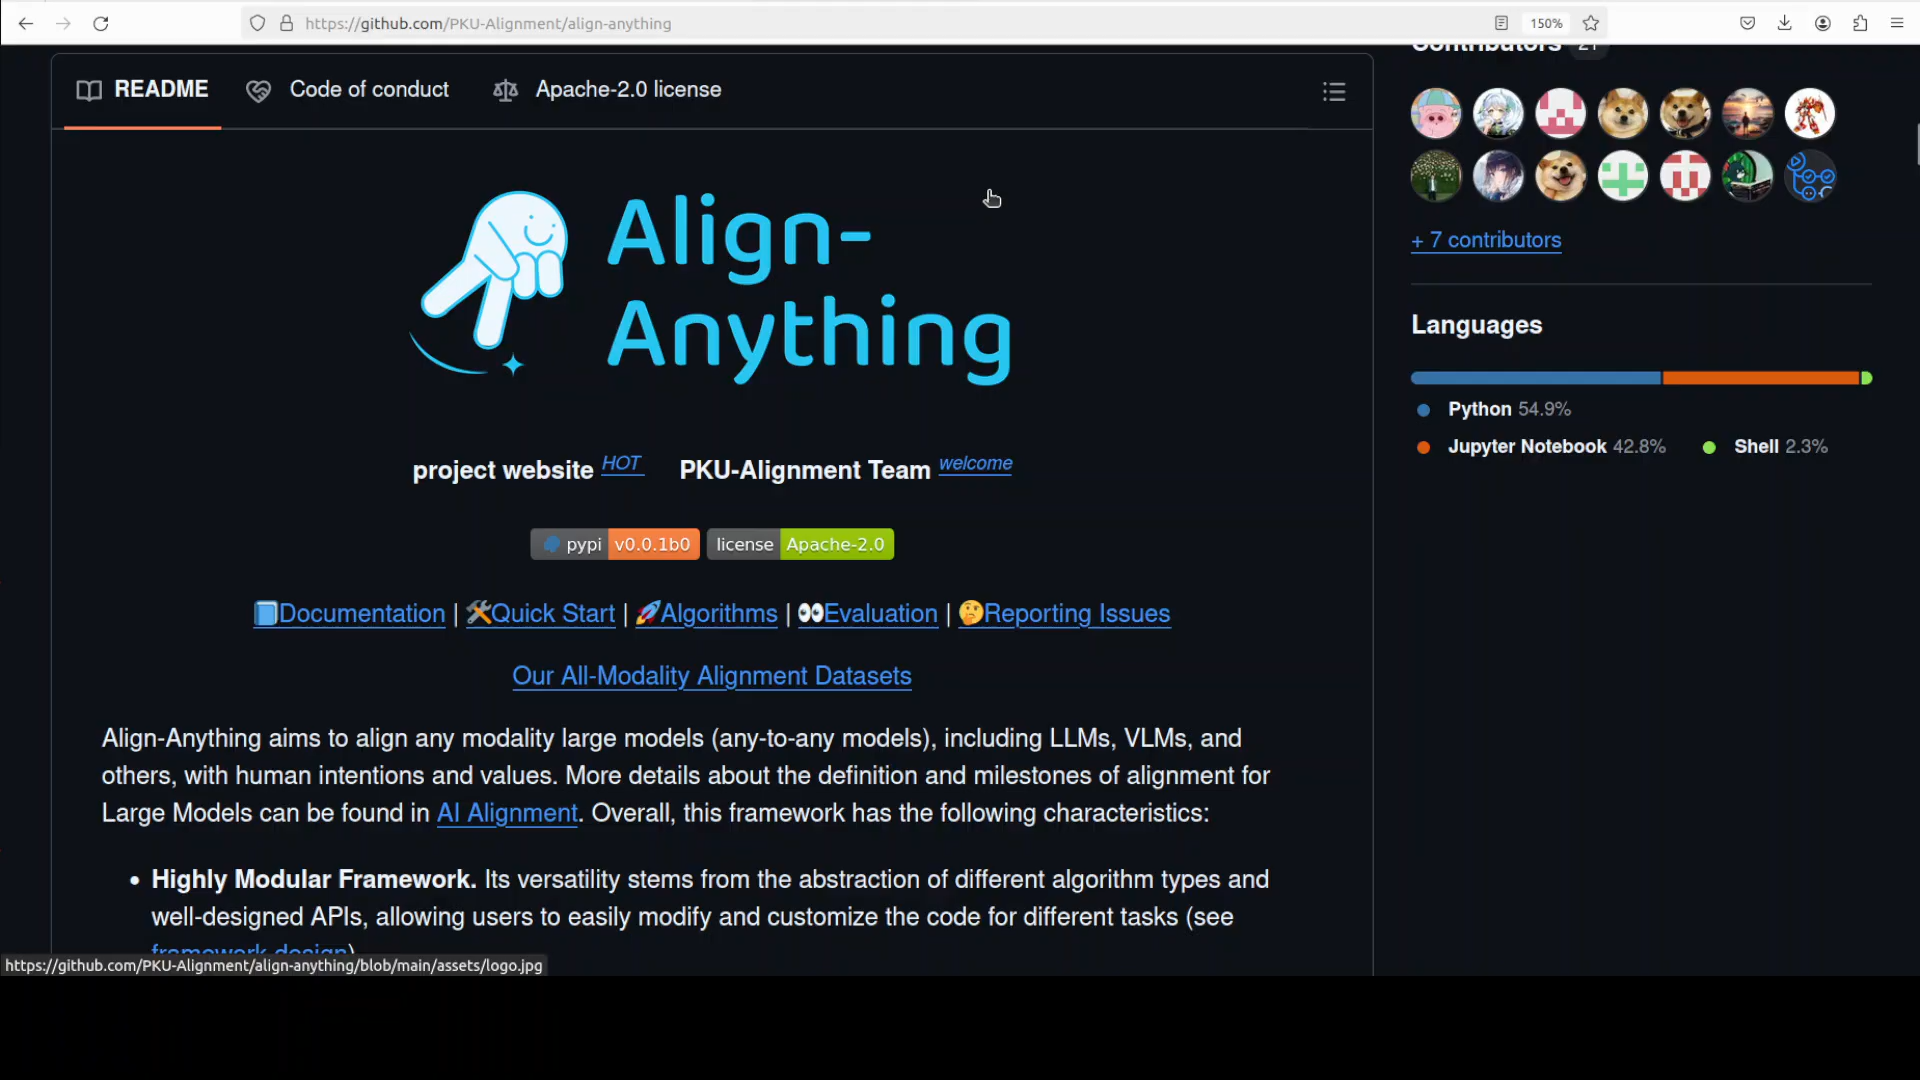 https://github.com/PKU-Alignment/align-anything
150%
README
Code of conduct
Apache-2.0 license
Contributors 21
+ 7 contributors
Languages
Python 54.9%
Jupyter Notebook 42.8%
Shell 2.3%
Align-
Anything
project website HOT PKU-Alignment Team welcome
pypi v0.0.1b0 license Apache-2.0
📘Documentation | 🛠️Quick Start | 🚀Algorithms | 👀Evaluation | 🤔Reporting Issues
Our All-Modality Alignment Datasets
Align-Anything aims to align any modality large models (any-to-any models), including LLMs, VLMs, and
others, with human intentions and values. More details about the definition and milestones of alignment for
Large Models can be found in AI Alignment. Overall, this framework has the following characteristics:
• Highly Modular Framework. Its versatility stems from the abstraction of different algorithm types and
well-designed APIs, allowing users to easily modify and customize the code for different tasks (see
framework design)
https://github.com/PKU-Alignment/align-anything/blob/main/assets/logo.jpg